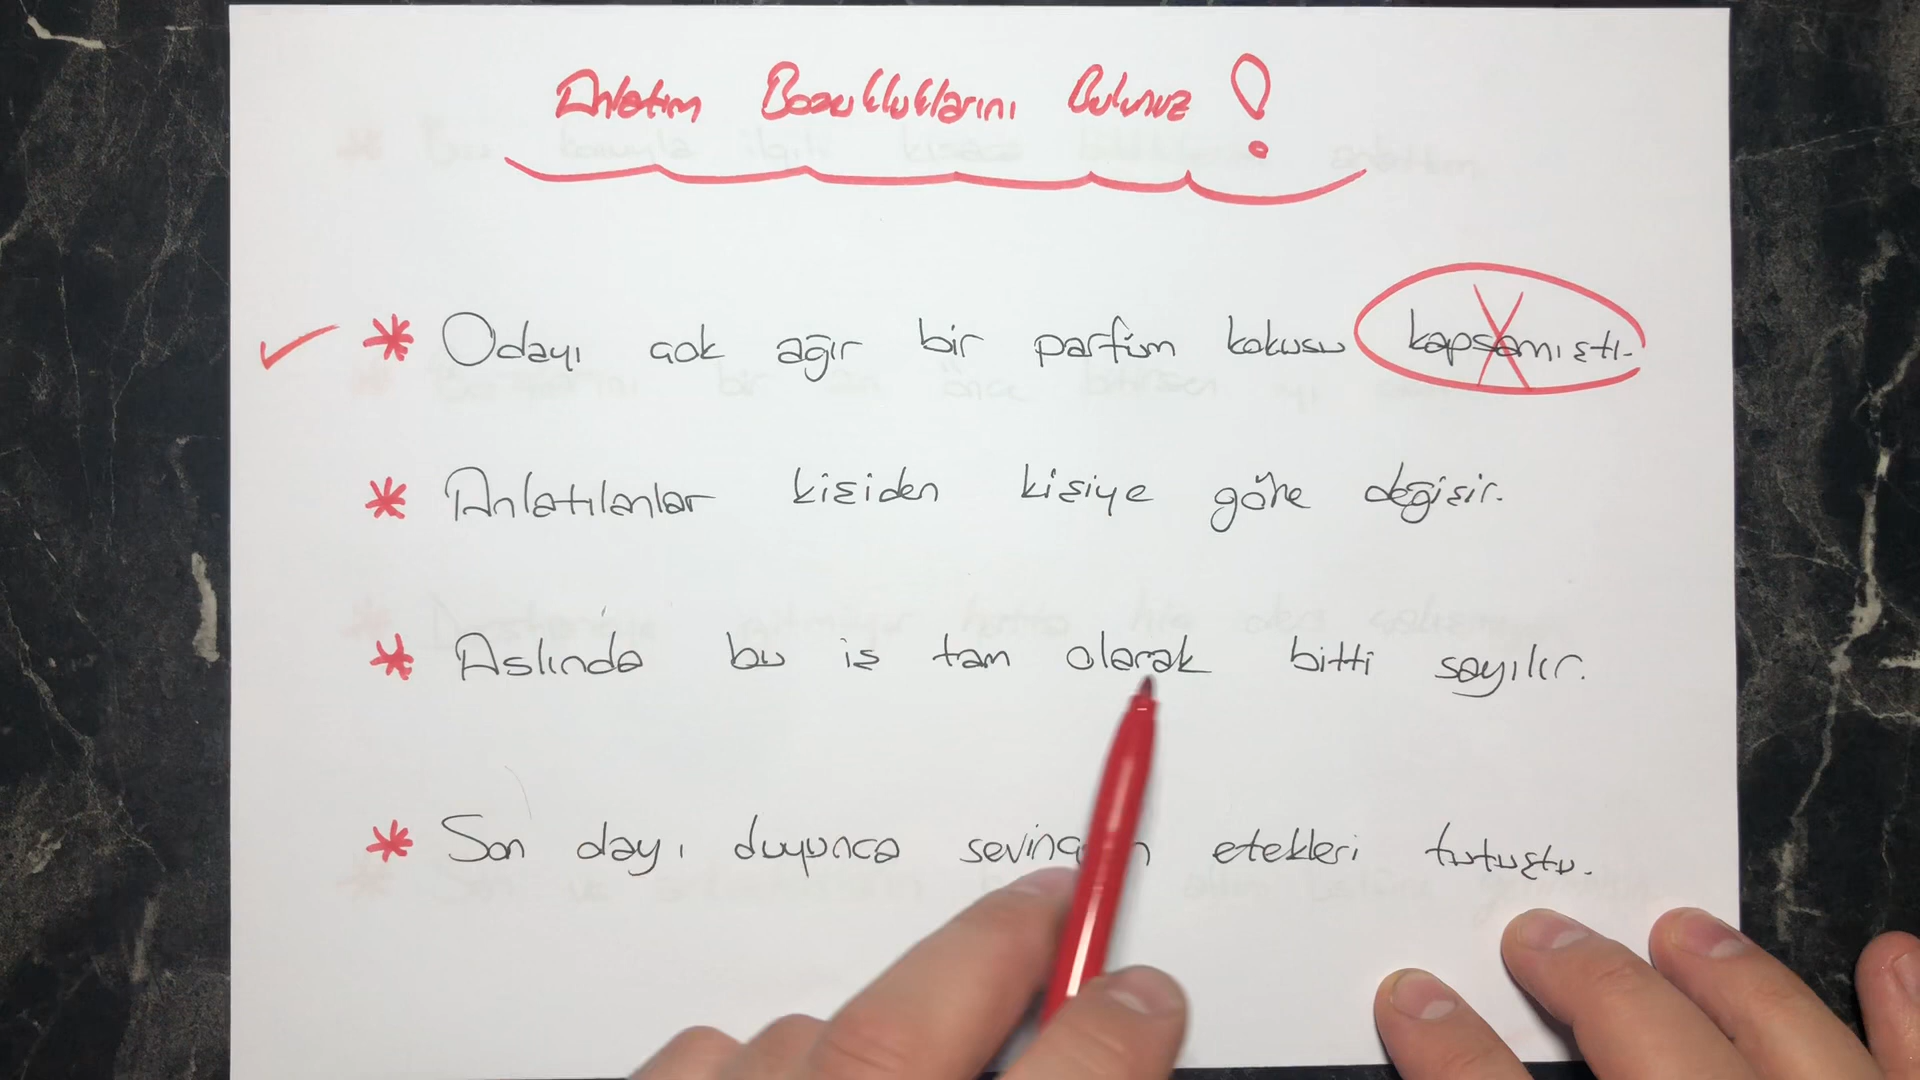 Anlatım Bozukluklarını Bulunuz !
* Odayı çok ağır bir parfüm kokusu kapsamıştı.
* Anlatılanlar kişiden kişiye göre değişir.
* Aslında bu iş tam olarak bitti sayılır.
* Son dayı duyunca etekleri tutuştu.